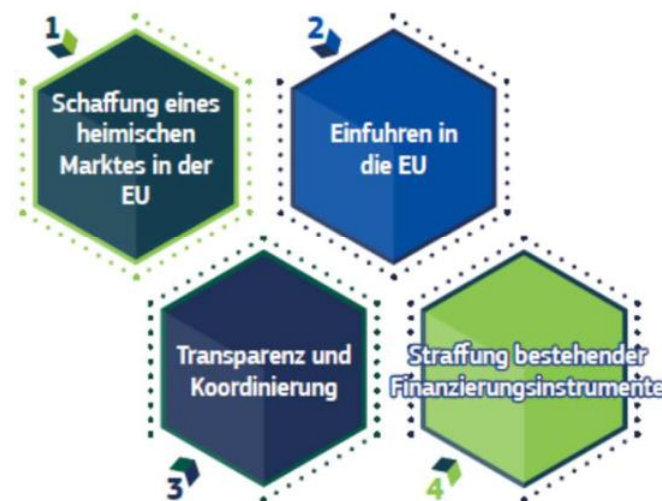 1
Schaffung eines
heimischen
Marktes in der
EU
2
Einfuhren in
die EU
Transparenz und
Koordinierung
3
Straffung bestehender
Finanzierungsinstrumente
4